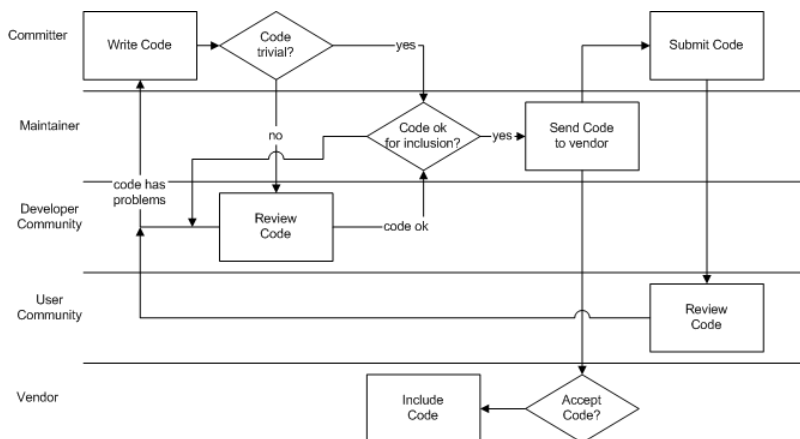 Committer
Write Code
Code
trivial?
yes
Submit Code
Maintainer
no
Code ok
for inclusion?
yes
Send Code
to vendor
code has
problems
Developer
Community
Review
Code
code ok
User
Community
Review
Code
Vendor
Include
Code
Accept
Code?